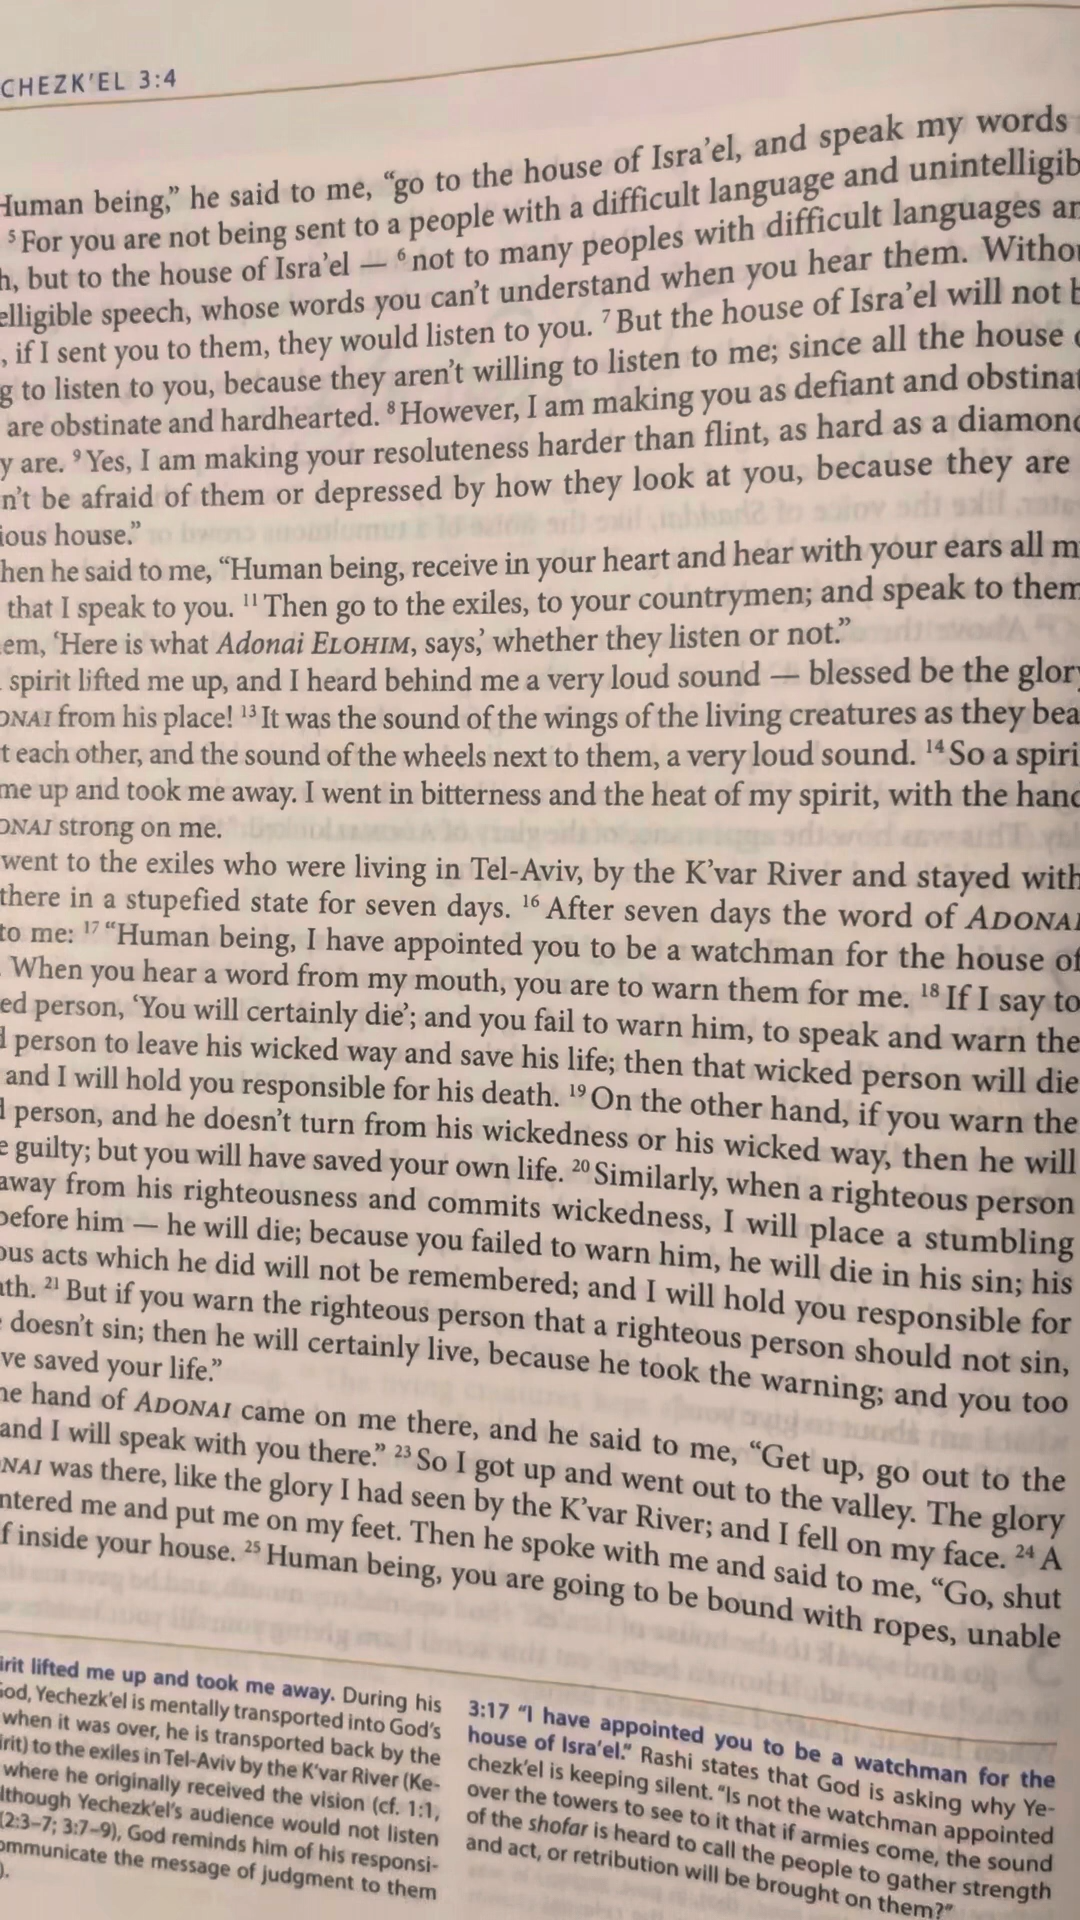 CHEZK'EL 3:4
Human being,” he said to me, “go to the house of Isra’el, and speak my words
⁵ For you are not being sent to a people with a difficult language and unintelligib
h, but to the house of Isra’el — ⁶ not to many peoples with difficult languages an
elligible speech, whose words you can’t understand when you hear them. Withou
, if I sent you to them, they would listen to you. ⁷ But the house of Isra’el will not b
g to listen to you, because they aren’t willing to listen to me; since all the house o
are obstinate and hardhearted. ⁸ However, I am making you as defiant and obstinat
y are. ⁹ Yes, I am making your resoluteness harder than flint, as hard as a diamond
n’t be afraid of them or depressed by how they look at you, because they are
ious house.”
hen he said to me, “Human being, receive in your heart and hear with your ears all m
that I speak to you. ¹¹ Then go to the exiles, to your countrymen; and speak to them
em, ‘Here is what Adonai ELOHIM, says,’ whether they listen or not.”
spirit lifted me up, and I heard behind me a very loud sound — blessed be the glory
ONAI from his place! ¹³ It was the sound of the wings of the living creatures as they bea
t each other, and the sound of the wheels next to them, a very loud sound. ¹⁴ So a spiri
me up and took me away. I went in bitterness and the heat of my spirit, with the hand
ONAI strong on me.
went to the exiles who were living in Tel-Aviv, by the K’var River and stayed with
there in a stupefied state for seven days. ¹⁶ After seven days the word of ADONAI
to me: ¹⁷ “Human being, I have appointed you to be a watchman for the house of
. When you hear a word from my mouth, you are to warn them for me. ¹⁸ If I say to
ed person, ‘You will certainly die’; and you fail to warn him, to speak and warn the
d person to leave his wicked way and save his life; then that wicked person will die
and I will hold you responsible for his death. ¹⁹ On the other hand, if you warn the
d person, and he doesn’t turn from his wickedness or his wicked way, then he will
e guilty; but you will have saved your own life. ²⁰ Similarly, when a righteous person
away from his righteousness and commits wickedness, I will place a stumbling
before him — he will die; because you failed to warn him, he will die in his sin; his
ous acts which he did will not be remembered; and I will hold you responsible for
ath. ²¹ But if you warn the righteous person that a righteous person should not sin,
e doesn’t sin; then he will certainly live, because he took the warning; and you too
ve saved your life.”
he hand of ADONAI came on me there, and he said to me, “Get up, go out to the
and I will speak with you there.” ²³ So I got up and went out to the valley. The glory
ONAI was there, like the glory I had seen by the K’var River; and I fell on my face. ²⁴ A
ntered me and put me on my feet. Then he spoke with me and said to me, “Go, shut
f inside your house. ²⁵ Human being, you are going to be bound with ropes, unable
irit lifted me up and took me away. During his
God, Yechezk’el is mentally transported into God’s
when it was over, he is transported back by the
irit) to the exiles in Tel-Aviv by the K’var River (Ke-
where he originally received the vision (cf. 1:1,
lthough Yechezk’el’s audience would not listen
(2:3–7; 3:7–9), God reminds him of his responsi-
ommunicate the message of judgment to them
).
3:17 “I have appointed you to be a watchman for the
house of Isra’el.” Rashi states that God is asking why Ye-
chezk’el is keeping silent. “Is not the watchman appointed
over the towers to see to it that if armies come, the sound
of the shofar is heard to call the people to gather strength
and act, or retribution will be brought on them?”